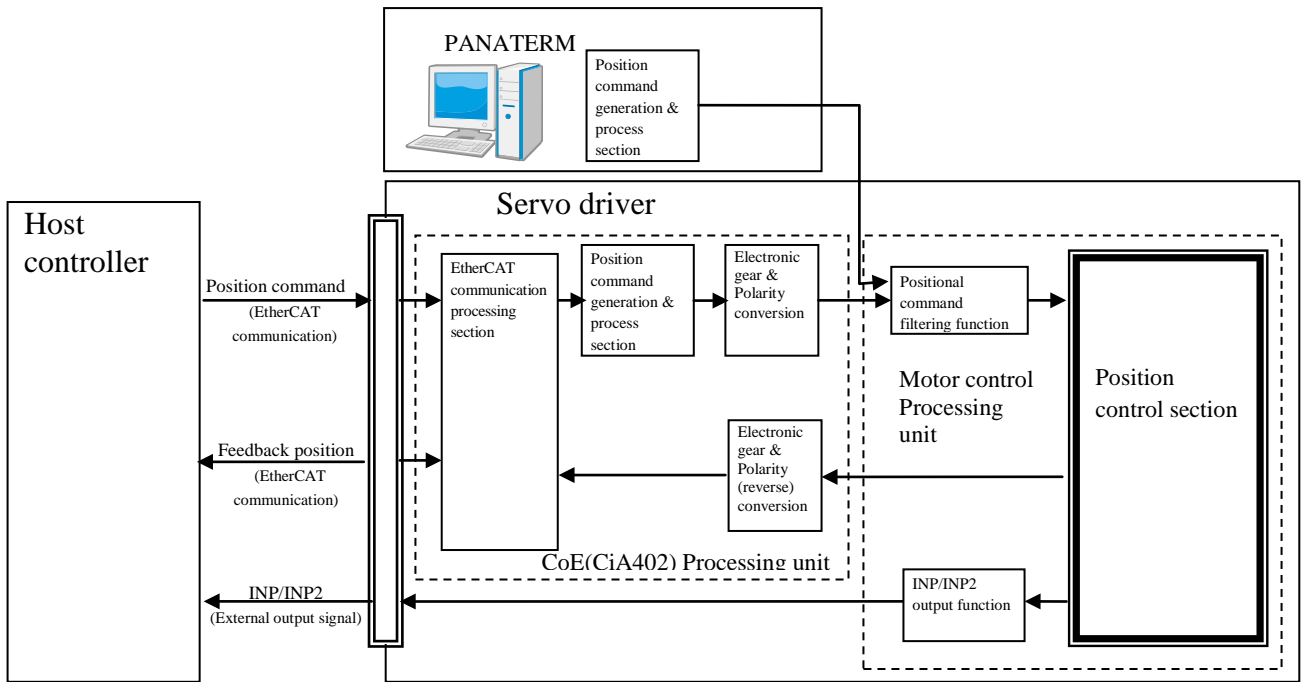 PANATERM
Position
command
generation &
process
section
Servo driver
Host
controller
Position command
(EtherCAT
communication)
EtherCAT
communication
processing
section
Position
command
generation &
process
section
Electronic
gear &
Polarity
conversion
Positional
command
filtering function
Motor control
Processing
unit
Position
control section
Feedback position
(EtherCAT
communication)
Electronic
gear &
Polarity
(reverse)
conversion
CoE(CiA402) Processing unit
INP/INP2
(External output signal)
INP/INP2
output function